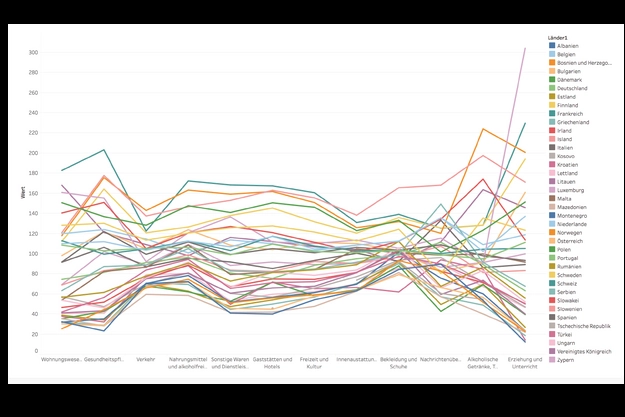 Länder1
Albanien
Belgien
Bosnien und Herzego...
Bulgarien
Dänemark
Deutschland
Estland
Finnland
Frankreich
Griechenland
Irland
Island
Italien
Kosovo
Kroatien
Lettland
Litauen
Luxemburg
Malta
Mazedonien
Montenegro
Niederlande
Norwegen
Österreich
Polen
Portugal
Rumänien
Schweden
Schweiz
Serbien
Slowakei
Slowenien
Spanien
Tschechische Republik
Türkei
Ungarn
Vereinigtes Königreich
Zypern
300
280
260
240
220
200
180
160
140
120
100
80
60
40
20
0
Wert
Wohnungswese.. Gesundheitspfl.. Verkehr Nahrungsmittel Sonstige Waren Gaststätten und Freizeit und Innenausstattun.. Bekleidung und Nachrichtenübe.. Alkoholische Erziehung und
und alkoholfrei.. und Dienstleis.. Hotels Kultur Schuhe Getränke, T.. Unterricht